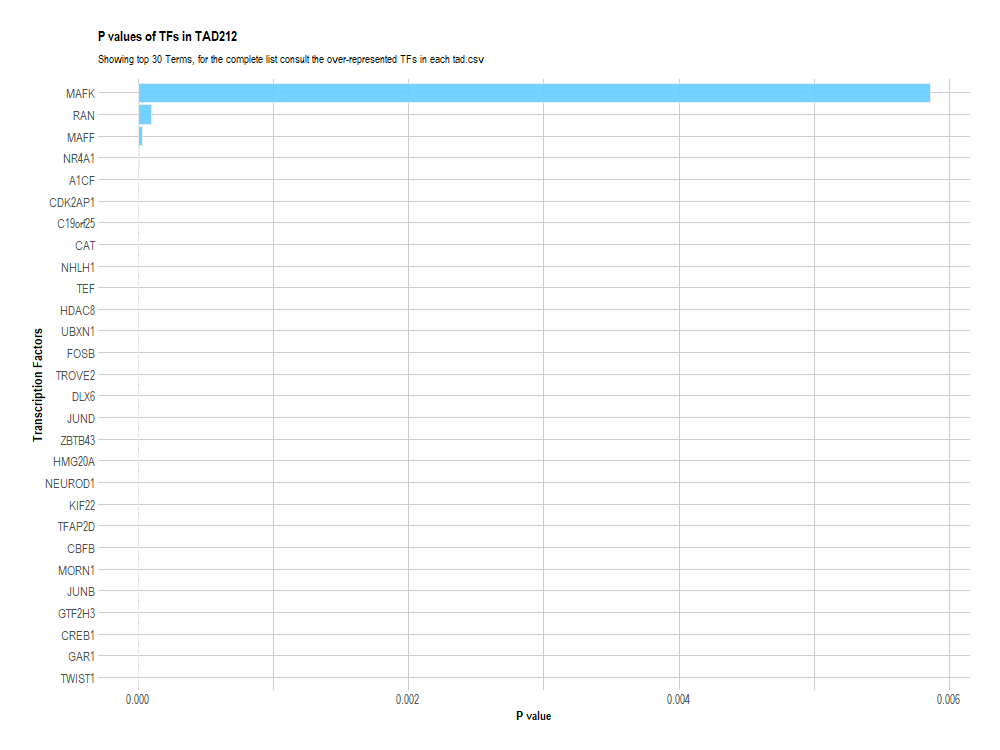 P values of TFs in TAD212
Showing top 30 Terms, for the complete list consult the over-represented TFs in each tad.csv
Transcription Factors
MAFK
RAN
MAFF
NR4A1
A1CF
CDK2AP1
C19orf25
CAT
NHLH1
TEF
HDAC8
UBXN1
FOSB
TROVE2
DLX6
JUND
ZBTB43
HMG20A
NEUROD1
KIF22
TFAP2D
CBFB
MORN1
JUNB
GTF2H3
CREB1
GAR1
TWIST1
0.000 0.002 0.004 0.006
P value